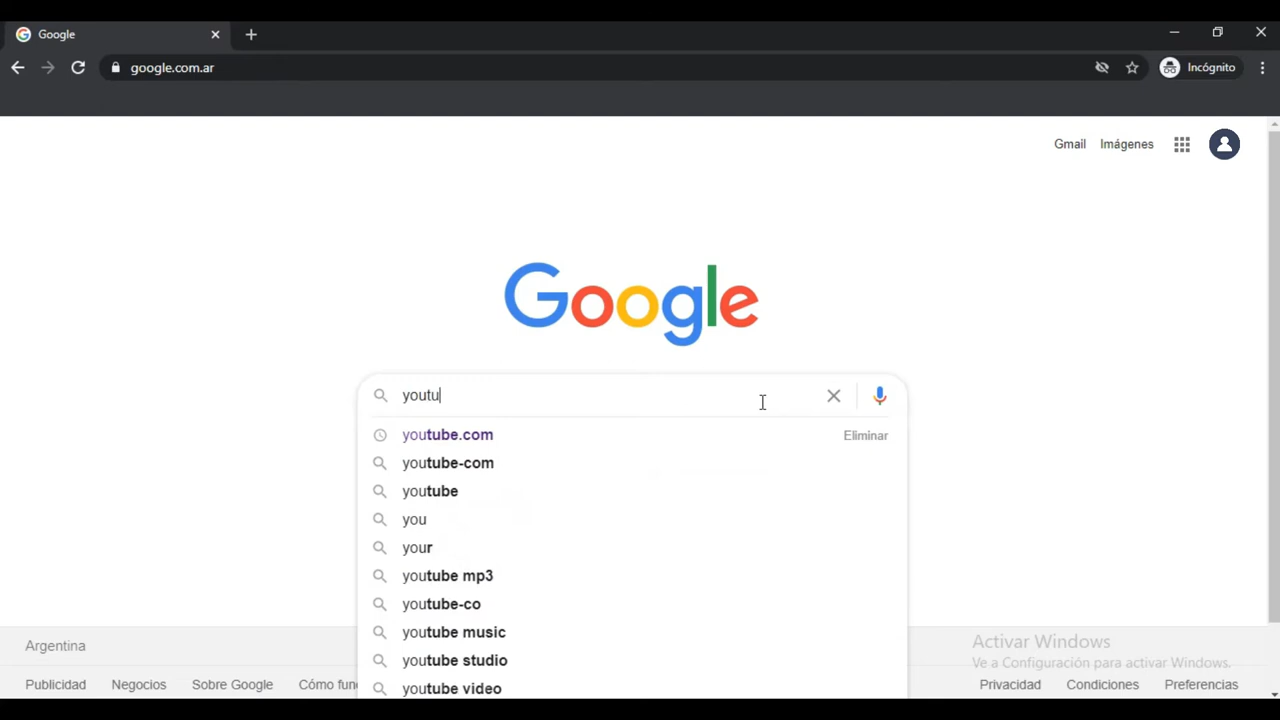 Google
google.com.ar
Incógnito
Gmail Imágenes
Google
youtu
youtube.com Eliminar
youtube-com
youtube
you
your
youtube mp3
youtube-co
youtube music
youtube studio
youtube video
Argentina
Activar Windows
Ve a Configuración para activar Windows.
Publicidad Negocios Sobre Google Cómo Privacidad Condiciones Preferencias